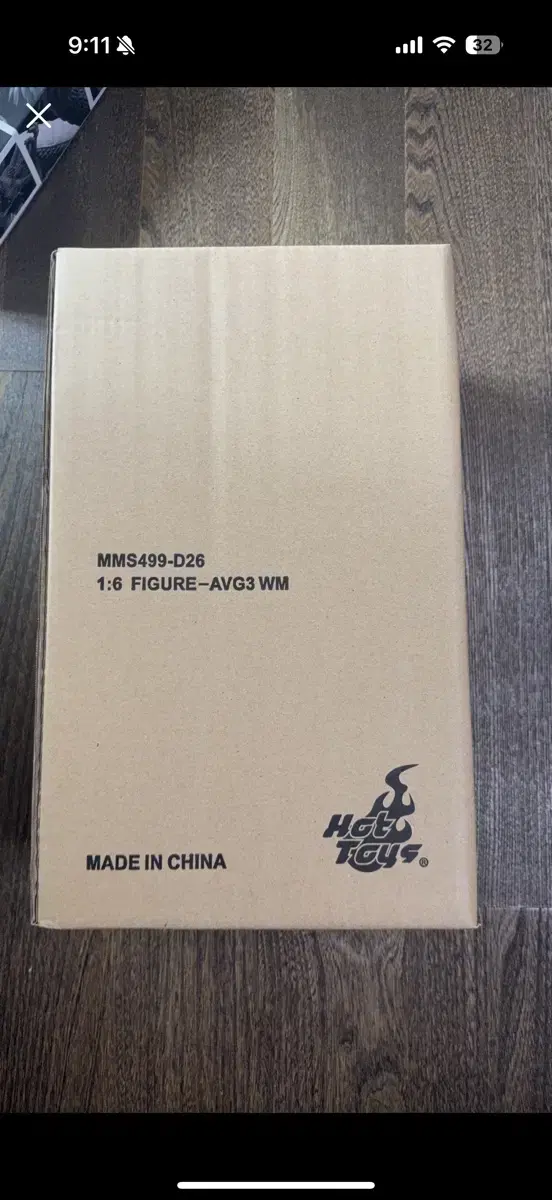 9:11
32
MMS499-D26
1:6 FIGURE–AVG3 WM
Hot
Toys®
MADE IN CHINA